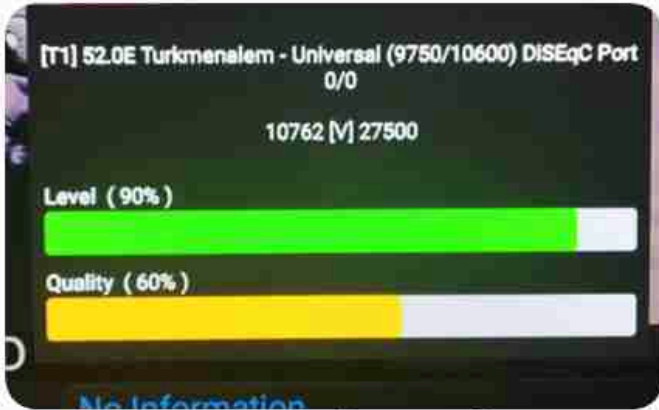 [T1] 52.0E Turkmenalem - Universal (9750/10600) DiSEqC Port
0/0
10762 [V] 27500
Level ( 90% )
Quality ( 60% )
No Information